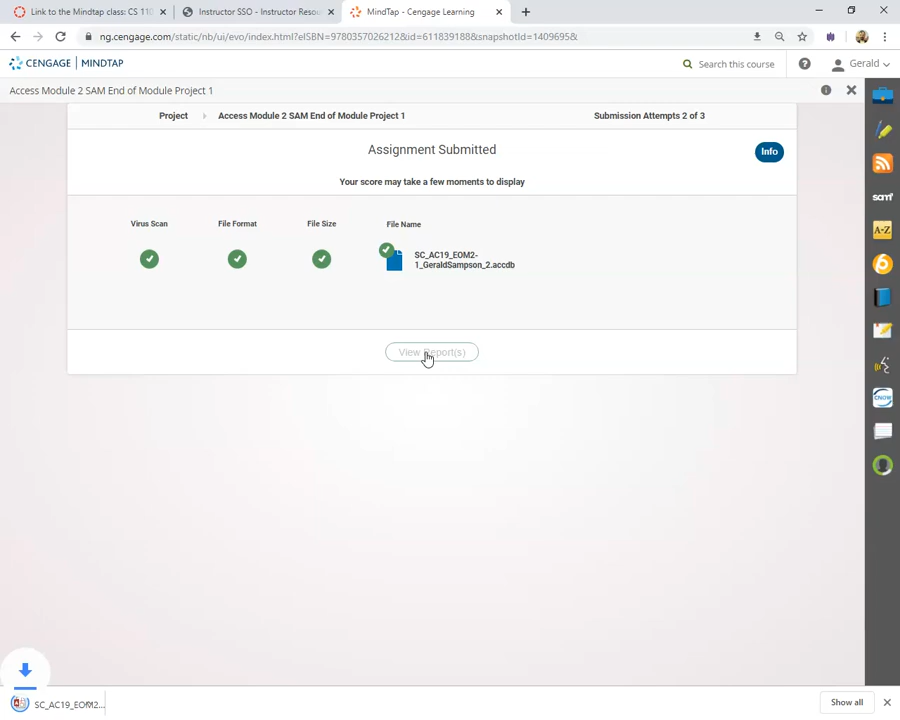 Link to the Mindtap class: CS 110
Instructor SSO - Instructor Resou
MindTap - Cengage Learning
ng.cengage.com/static/nb/ui/evo/index.html?eISBN=9780357026212&id=611839188&snapshotId=1409695&
CENGAGE | MINDTAP
Search this course
Gerald
Access Module 2 SAM End of Module Project 1
Project
Access Module 2 SAM End of Module Project 1
Submission Attempts 2 of 3
Assignment Submitted
Info
Your score may take a few moments to display
Virus Scan
File Format
File Size
File Name
SC_AC19_EOM2-
1_GeraldSampson_2.accdb
View Report(s)
sam
A-Z
CNOW
SC_AC19_EOM2...
Show all